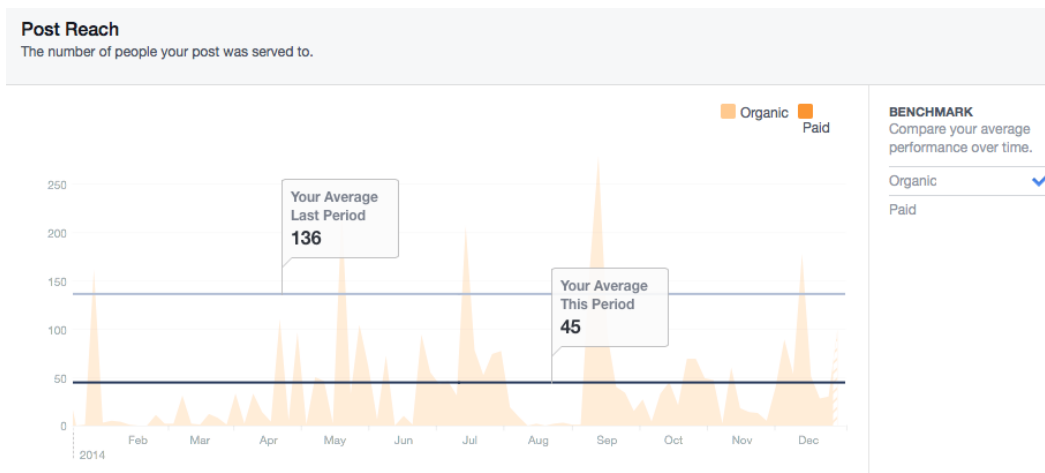 Post Reach
The number of people your post was served to.
Organic
Paid
BENCHMARK
Compare your average
performance over time.
Organic
Paid
250
200
150
100
50
0
Your Average
Last Period
136
Your Average
This Period
45
Feb Mar Apr May Jun Jul Aug Sep Oct Nov Dec
2014